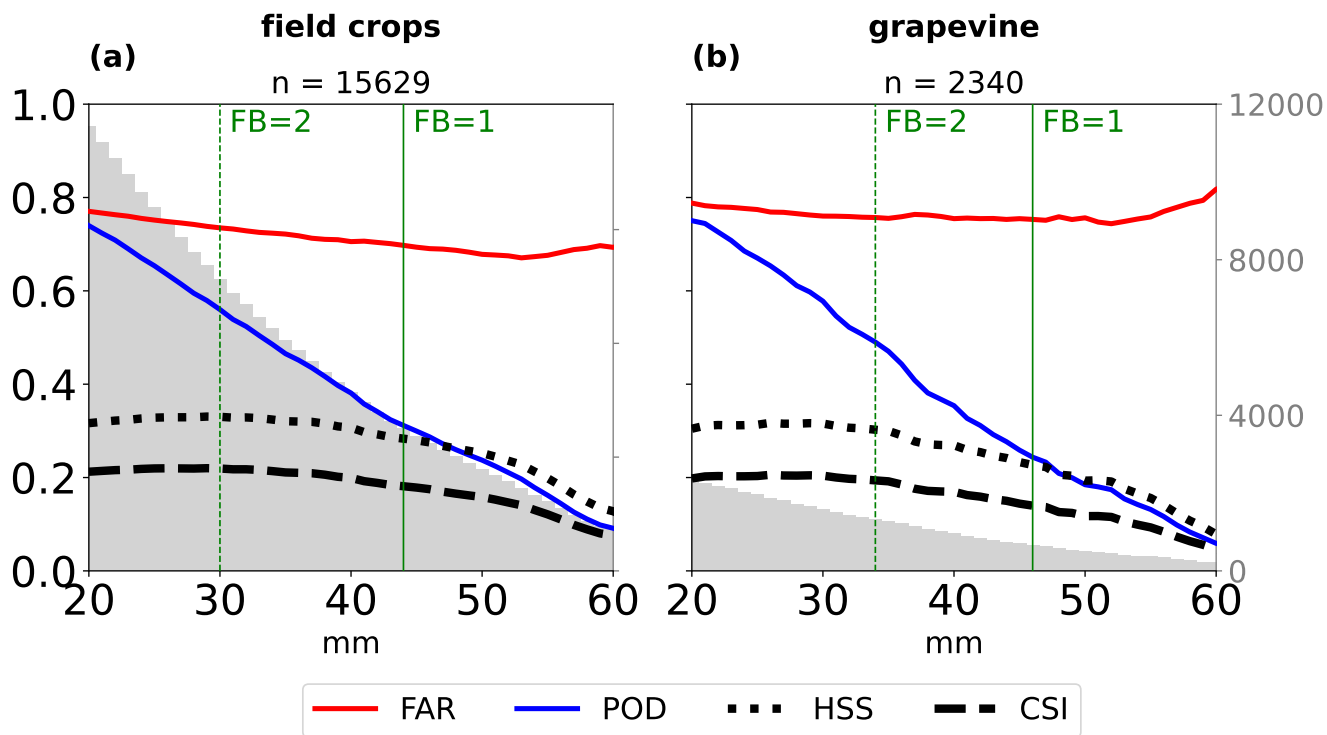 field crops
grapevine
(a)
(b)
n = 15629
n = 2340
FB=2
FB=1
FB=2
FB=1
1.0
0.8
0.6
0.4
0.2
0.0
12000
8000
4000
0
20 30 40 50 60
20 30 40 50 60
mm
mm
FAR POD HSS CSI